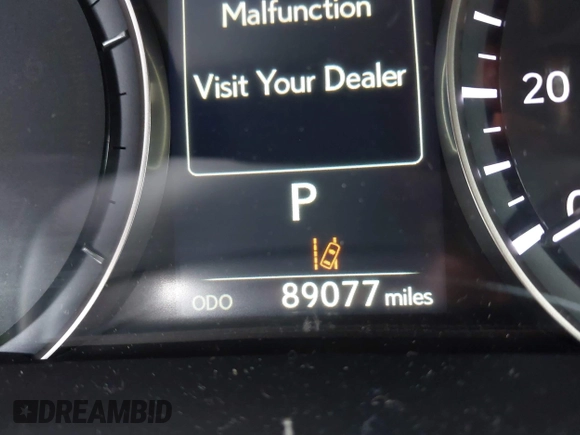 Malfunction
Visit Your Dealer
20
P
ODO 89077 miles
DREAMBID